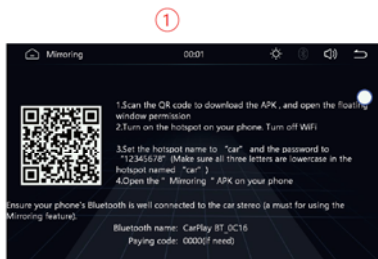 1
Mirroring 00:01
1.Scan the QR code to download the APK , and open the floating
window permission
2.Turn on the hotspot on your phone. Turn off WiFi
3.Set the hotspot name to "car" and the password to
"12345678" (Make sure all three letters are lowercase in the
hotspot named "car" )
4.Open the " Mirroring " APK on your phone
Ensure your phone's Bluetooth is well connected to the car stereo (a must for using the
Mirroring feature).
Bluetooth name: CarPlay BT_0C16
Paying code: 0000(if need)